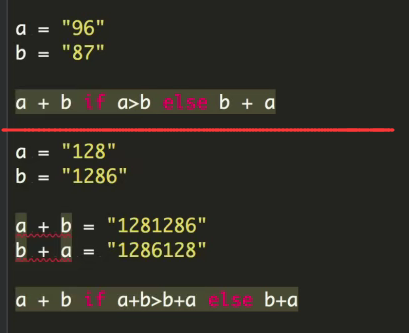 a = "96"
b = "87"
a + b if a>b else b + a
a = "128"
b = "1286"
a + b = "1281286"
b + a = "1286128"
a + b if a+b>b+a else b+a